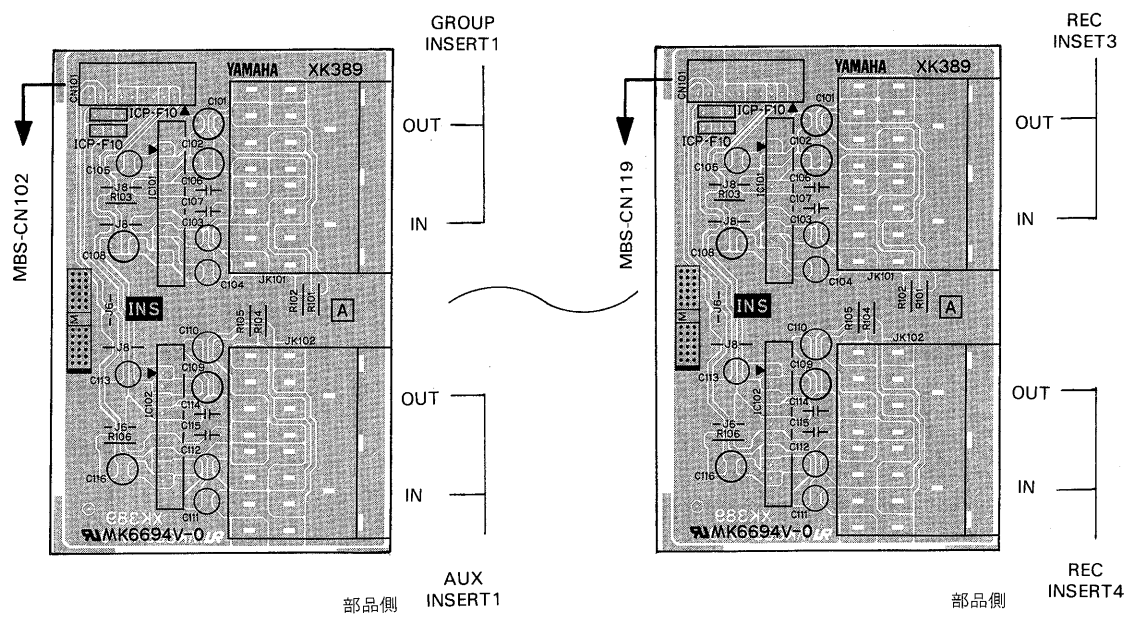 GROUP
INSERT1
MBS-CN102
CN101
YAMAHA XK389
ICP-F10
ICP-F10
C101
C102
C105
IC101
C106
J8
R103
C107
J8
C103
C108
C104
JK101
R102
R101
OUT
IN
INS
A
M
J6
R105
R104
C110
JK102
J8
C109
C113
IC102
C114
C115
J6
R106
C112
C116
C111
XK389
MK6694V-0
OUT
IN
AUX
INSERT1
部品側
REC
INSET3
MBS-CN119
CN101
YAMAHA XK389
ICP-F10
ICP-F10
C101
C102
C105
IC101
C106
J8
R103
C107
J8
C103
C108
C104
JK101
R102
R101
OUT
IN
INS
A
M
J6
R105
R104
C110
JK102
J8
C109
C113
IC102
C114
C115
J6
R106
C112
C116
C111
XK389
MK6694V-0
OUT
IN
REC
INSERT4
部品側